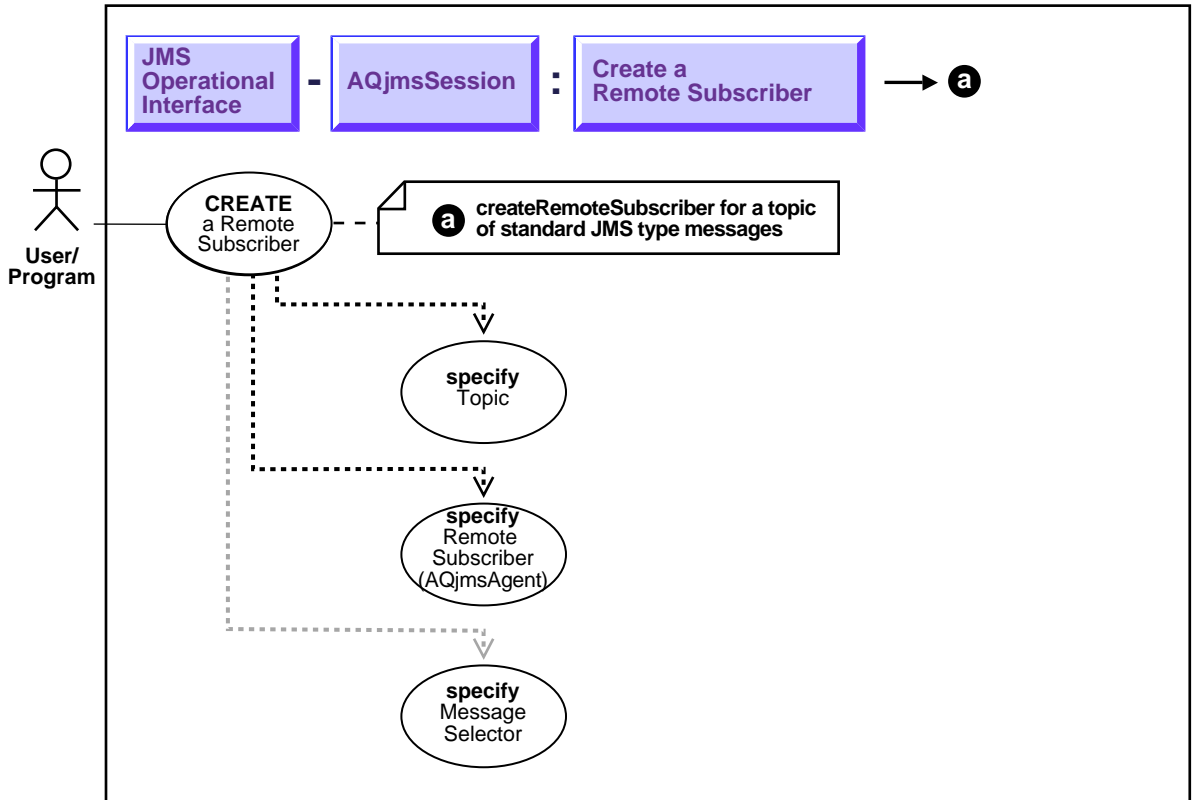 JMS
Operational
Interface
-
AQjmsSession
:
Create a
Remote Subscriber
a
User/
Program
CREATE
a Remote
Subscriber
a
createRemoteSubscriber for a topic
of standard JMS type messages
specify
Topic
specify
Remote
Subscriber
(AQjmsAgent)
specify
Message
Selector